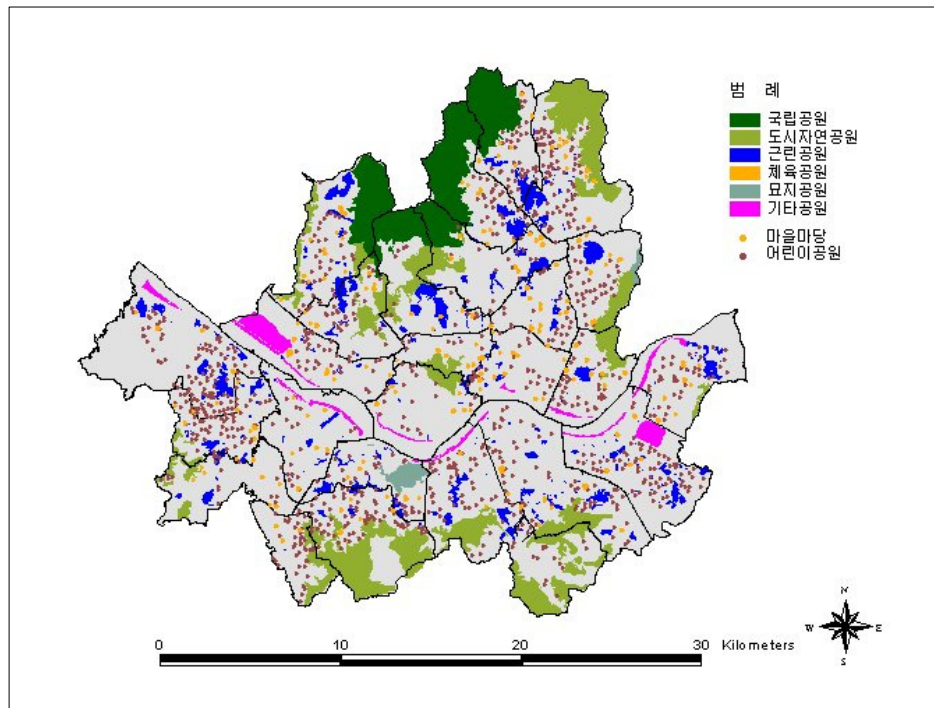 범 례
국립공원
도시자연공원
근린공원
체육공원
묘지공원
기타공원
마을마당
어린이공원
N
W E
S
0 10 20 30 Kilometers